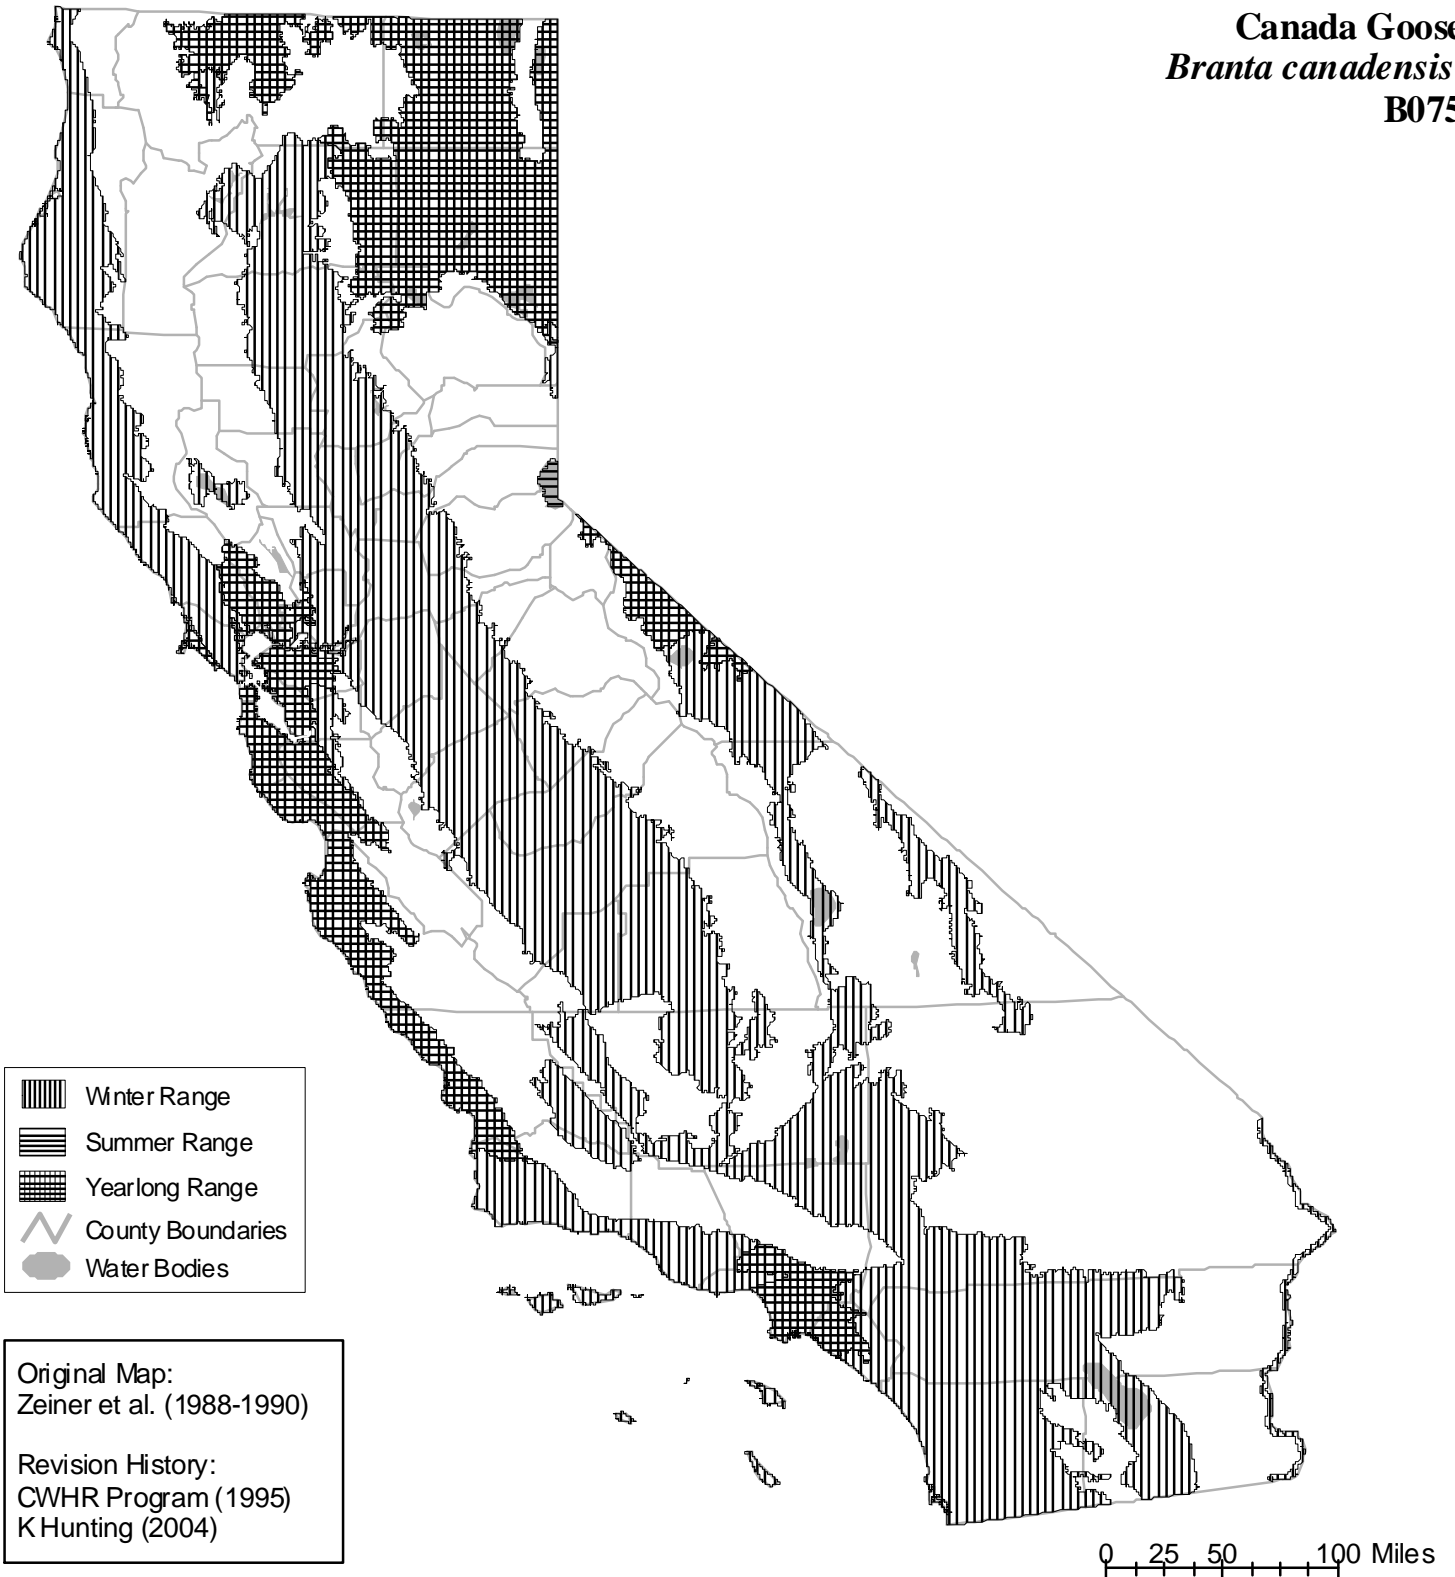 Canada Goose
Branta canadensis
B075
Winter Range
Summer Range
Yearlong Range
County Boundaries
Water Bodies
Original Map:
Zeiner et al. (1988-1990)
Revision History:
CWHR Program (1995)
K Hunting (2004)
0 25 50 100 Miles